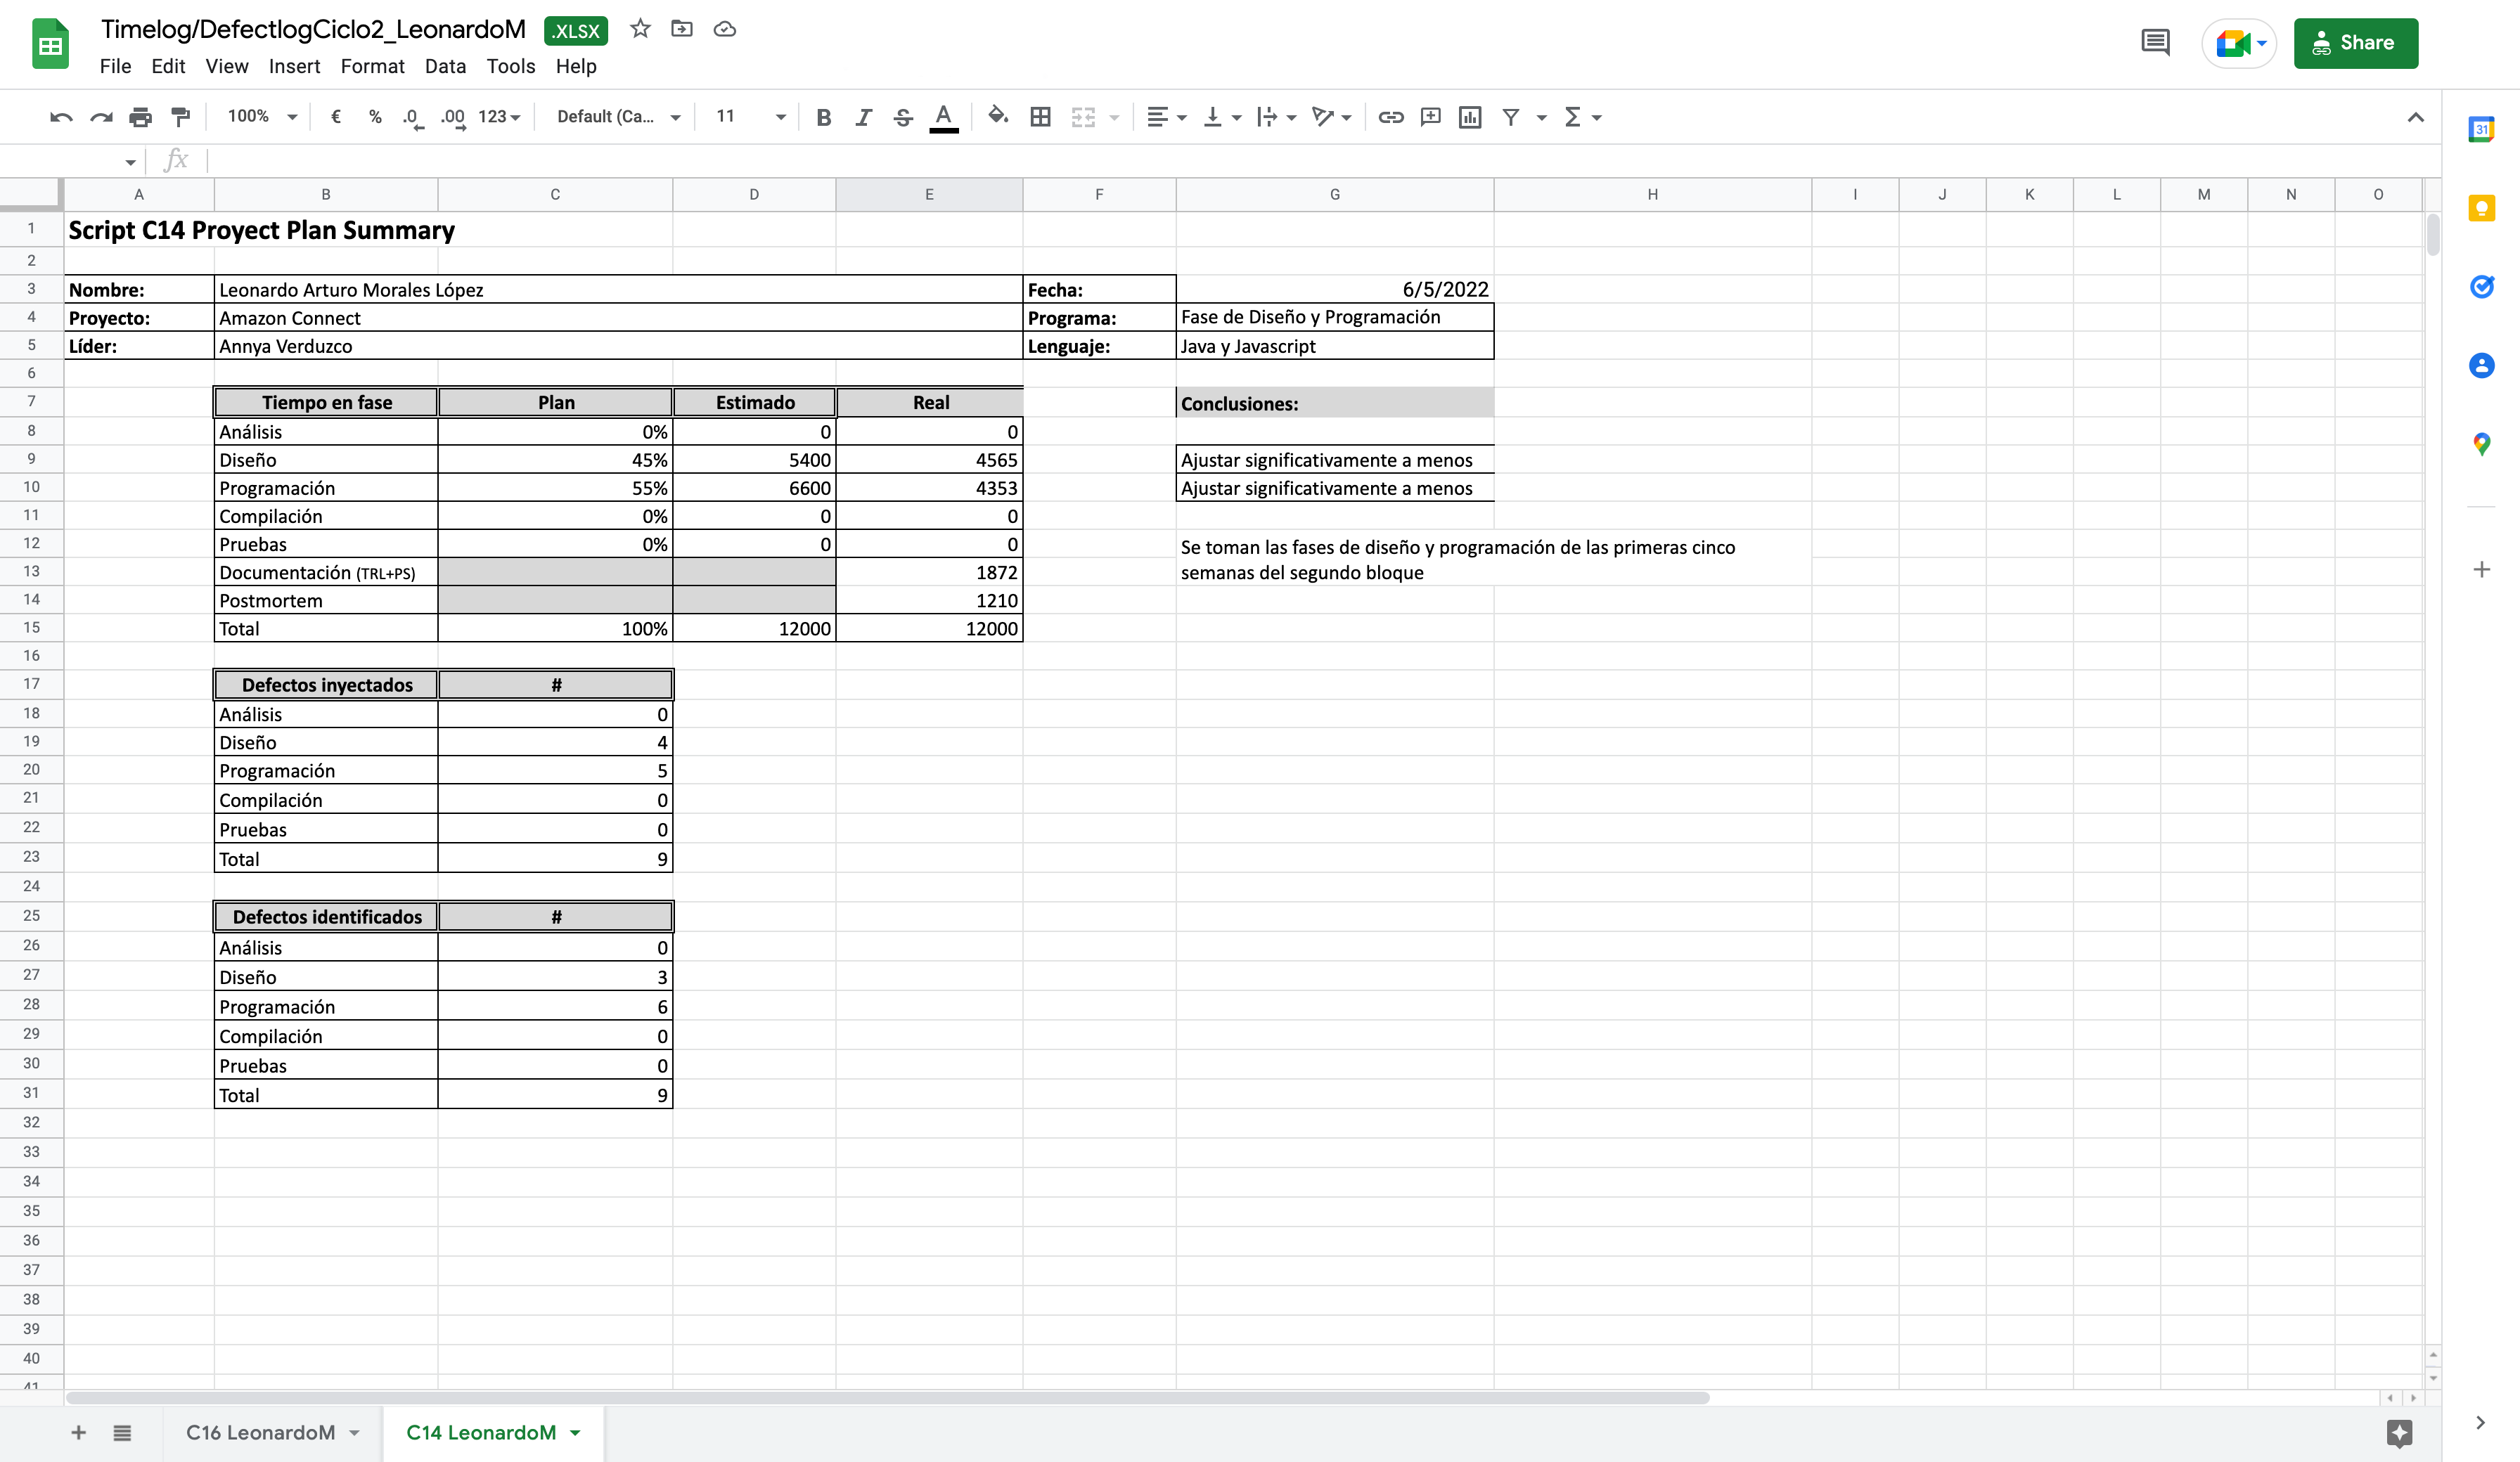 Timelog/DefectlogCiclo2_LeonardoM .XLSX
File Edit View Insert Format Data Tools Help
Share
100% € % .0 .00 123 Default (Ca... 11 B I S A
31
fx
A B C D E F G H I J K L M N O
1 Script C14 Proyect Plan Summary
2
3 Nombre: Leonardo Arturo Morales López Fecha: 6/5/2022
4 Proyecto: Amazon Connect Programa: Fase de Diseño y Programación
5 Líder: Annya Verduzco Lenguaje: Java y Javascript
6
7 Tiempo en fase Plan Estimado Real Conclusiones:
8 Análisis 0% 0 0
9 Diseño 45% 5400 4565 Ajustar significativamente a menos
10 Programación 55% 6600 4353 Ajustar significativamente a menos
11 Compilación 0% 0 0
12 Pruebas 0% 0 0 Se toman las fases de diseño y programación de las primeras cinco
13 Documentación (TRL+PS) 1872 semanas del segundo bloque
14 Postmortem 1210
15 Total 100% 12000 12000
16
17 Defectos inyectados #
18 Análisis 0
19 Diseño 4
20 Programación 5
21 Compilación 0
22 Pruebas 0
23 Total 9
24
25 Defectos identificados #
26 Análisis 0
27 Diseño 3
28 Programación 6
29 Compilación 0
30 Pruebas 0
31 Total 9
32
33
34
35
36
37
38
39
40
41
C16 LeonardoM C14 LeonardoM